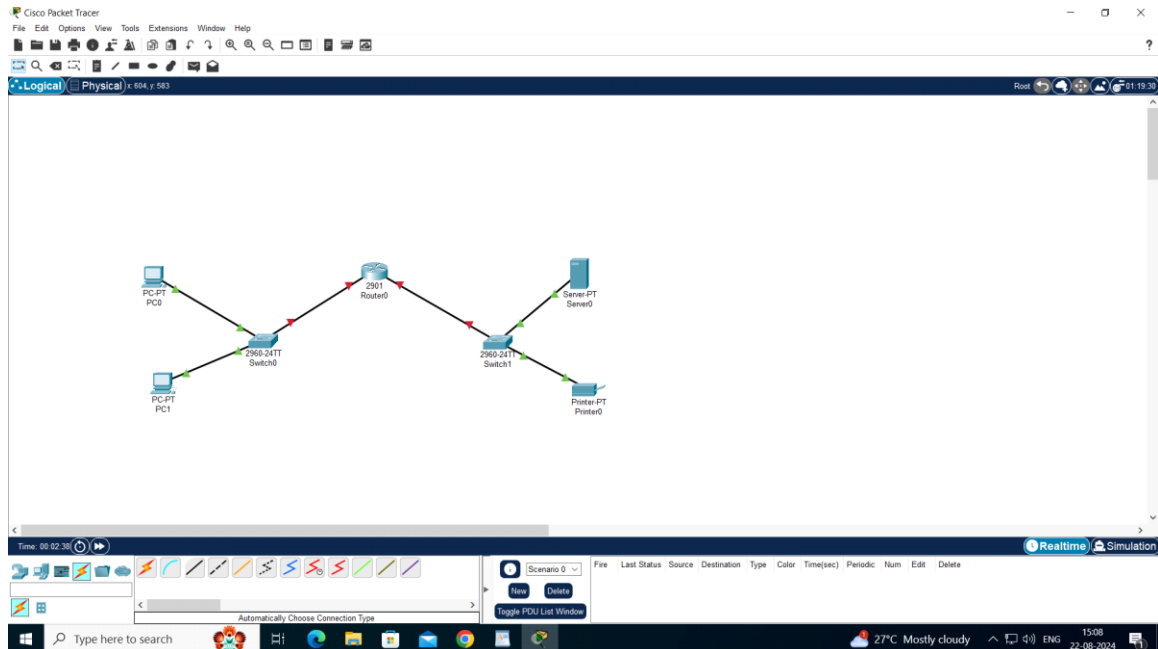 Cisco Packet Tracer
File Edit Options View Tools Extensions Window Help
?
Logical Physical x: 604, y: 583
Root 01:19:30
PC-PT
PC0
2901
Router0
Server-PT
Server0
2960-24TT
Switch0
2960-24TT
Switch1
PC-PT
PC1
Printer-PT
Printer0
Time: 00:02:38
Realtime Simulation
Scenario 0
Fire Last Status Source Destination Type Color Time(sec) Periodic Num Edit Delete
New Delete
Toggle PDU List Window
Automatically Choose Connection Type
Type here to search
27°C Mostly cloudy
ENG
15:08
22-08-2024